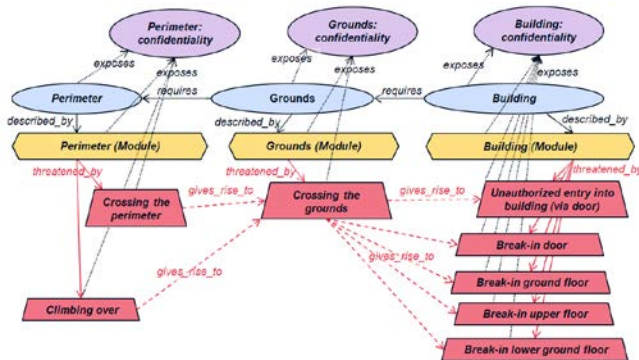 Perimeter:
confidentiality
Grounds:
confidentiality
Building:
confidentiality
exposes
exposes
exposes
exposes
exposes
exposes
Perimeter
requires
Grounds
requires
Building
described_by
described_by
described_by
Perimeter (Module)
Grounds (Module)
Building (Module)
threatened_by
threatened_by
threatened_by
Crossing the
perimeter
gives_rise_to
Crossing the
grounds
gives_rise_to
Unauthorized entry into
building (via door)
Break-in door
gives_rise_to
gives_rise_to
Break-in ground floor
Climbing over
Break-in upper floor
Break-in lower ground floor